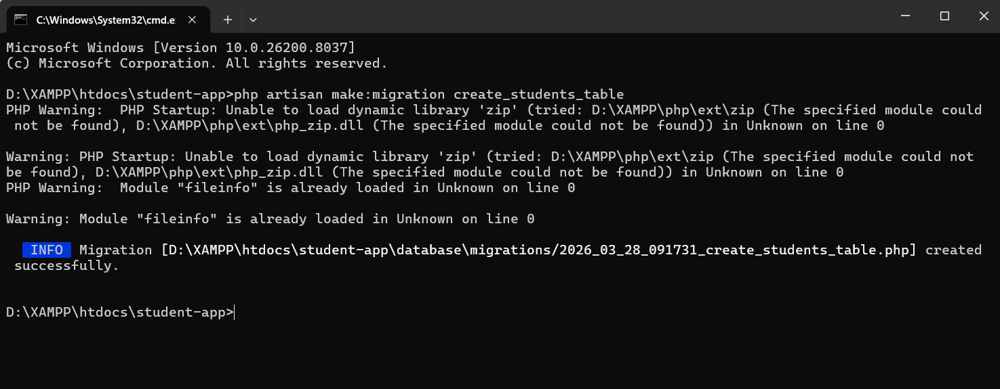 C:\Windows\System32\cmd.e
Microsoft Windows [Version 10.0.26200.8037]
(c) Microsoft Corporation. All rights reserved.
D:\XAMPP\htdocs\student-app>php artisan make:migration create_students_table
PHP Warning:  PHP Startup: Unable to load dynamic library 'zip' (tried: D:\XAMPP\php\ext\zip (The specified module could
not be found), D:\XAMPP\php\ext\php_zip.dll (The specified module could not be found)) in Unknown on line 0
Warning: PHP Startup: Unable to load dynamic library 'zip' (tried: D:\XAMPP\php\ext\zip (The specified module could not
be found), D:\XAMPP\php\ext\php_zip.dll (The specified module could not be found)) in Unknown on line 0
PHP Warning:  Module "fileinfo" is already loaded in Unknown on line 0
Warning: Module "fileinfo" is already loaded in Unknown on line 0
INFO  Migration [D:\XAMPP\htdocs\student-app\database\migrations/2026_03_28_091731_create_students_table.php] created
successfully.
D:\XAMPP\htdocs\student-app>